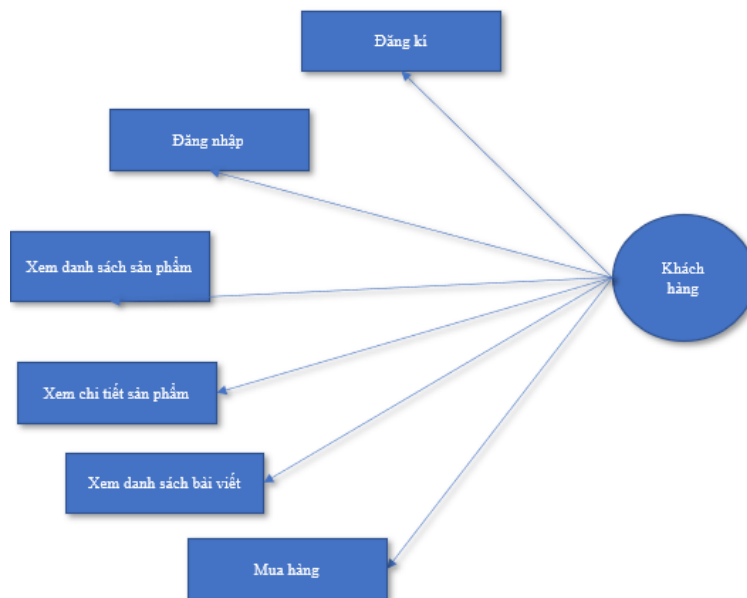 Đăng kí
Đăng nhập
Xem danh sách sản phẩm
Khách
hàng
Xem chi tiết sản phẩm
Xem danh sách bài viết
Mua hàng